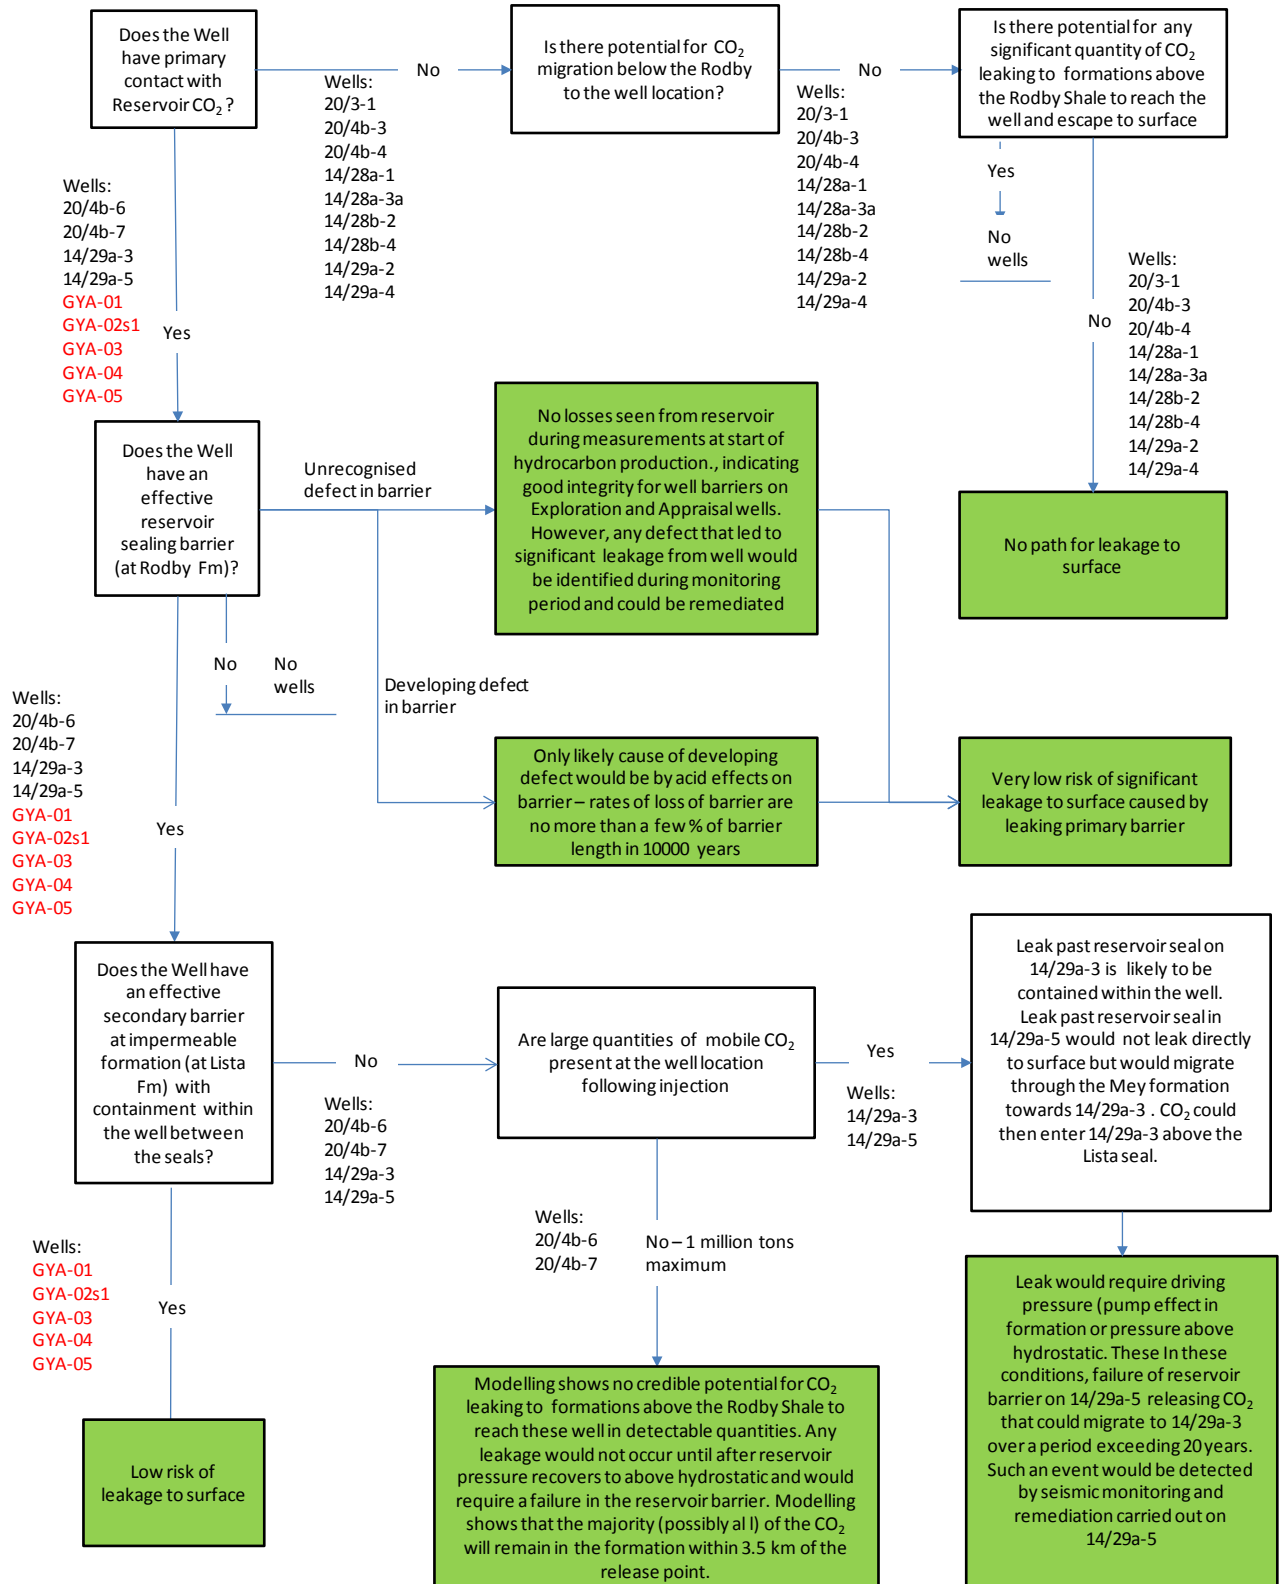 Does the Well
have primary
contact with
Reservoir CO2 ?
No
Wells:
20/3-1
20/4b-3
20/4b-4
14/28a-1
14/28a-3a
14/28b-2
14/28b-4
14/29a-2
14/29a-4
Is there potential for CO2
migration below the Rodby
to the well location?
No
Wells:
20/3-1
20/4b-3
20/4b-4
14/28a-1
14/28a-3a
14/28b-2
14/28b-4
14/29a-2
14/29a-4
Is there potential for any
significant quantity of CO2
leaking to formations above
the Rodby Shale to reach the
well and escape to surface
Yes
No
wells
No
Wells:
20/3-1
20/4b-3
20/4b-4
14/28a-1
14/28a-3a
14/28b-2
14/28b-4
14/29a-2
14/29a-4
No path for leakage to
surface
Wells:
20/4b-6
20/4b-7
14/29a-3
14/29a-5
GYA-01
GYA-02s1
GYA-03
GYA-04
GYA-05
Yes
Does the Well
have an
effective
reservoir
sealing barrier
(at Rodby Fm)?
Unrecognised
defect in barrier
No losses seen from reservoir
during measurements at start of
hydrocarbon production., indicating
good integrity for well barriers on
Exploration and Appraisal wells.
However, any defect that led to
significant leakage from well would
be identified during monitoring
period and could be remediated
No
No
wells
Developing defect
in barrier
Only likely cause of developing
defect would be by acid effects on
barrier – rates of loss of barrier are
no more than a few % of barrier
length in 10000 years
Very low risk of significant
leakage to surface caused by
leaking primary barrier
Wells:
20/4b-6
20/4b-7
14/29a-3
14/29a-5
GYA-01
GYA-02s1
GYA-03
GYA-04
GYA-05
Yes
Does the Well have
an effective
secondary barrier
at impermeable
formation (at Lista
Fm) with
containment within
the well between
the seals?
No
Wells:
20/4b-6
20/4b-7
14/29a-3
14/29a-5
Are large quantities of mobile CO2
present at the well location
following injection
Yes
Wells:
14/29a-3
14/29a-5
Leak past reservoir seal on
14/29a-3 is likely to be
contained within the well.
Leak past reservoir seal in
14/29a-5 would not leak directly
to surface but would migrate
through the Mey formation
towards 14/29a-3 . CO2 could
then enter 14/29a-3 above the
Lista seal.
Wells:
20/4b-6
20/4b-7
No – 1 million tons
maximum
Wells:
GYA-01
GYA-02s1
GYA-03
GYA-04
GYA-05
Yes
Low risk of
leakage to surface
Modelling shows no credible potential for CO2
leaking to formations above the Rodby Shale to
reach these well in detectable quantities. Any
leakage would not occur until after reservoir
pressure recovers to above hydrostatic and would
require a failure in the reservoir barrier. Modelling
shows that the majority (possibly al l) of the CO2
will remain in the formation within 3.5 km of the
release point.
Leak would require driving
pressure (pump effect in
formation or pressure above
hydrostatic. These In these
conditions, failure of reservoir
barrier on 14/29a-5 releasing CO2
that could migrate to 14/29a-3
over a period exceeding 20 years.
Such an event would be detected
by seismic monitoring and
remediation carried out on
14/29a-5